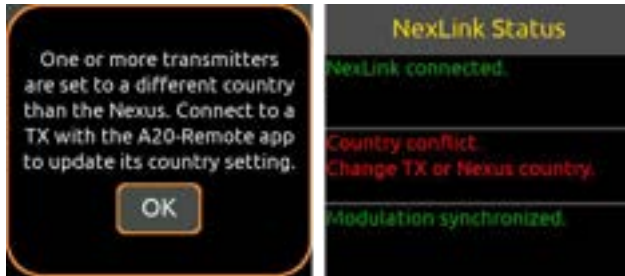 One or more transmitters
are set to a different country
than the Nexus. Connect to a
TX with the A20-Remote app
to update its country setting.
OK
NexLink Status
NexLink connected.
Country conflict.
Change TX or Nexus country.
Modulation synchronized.